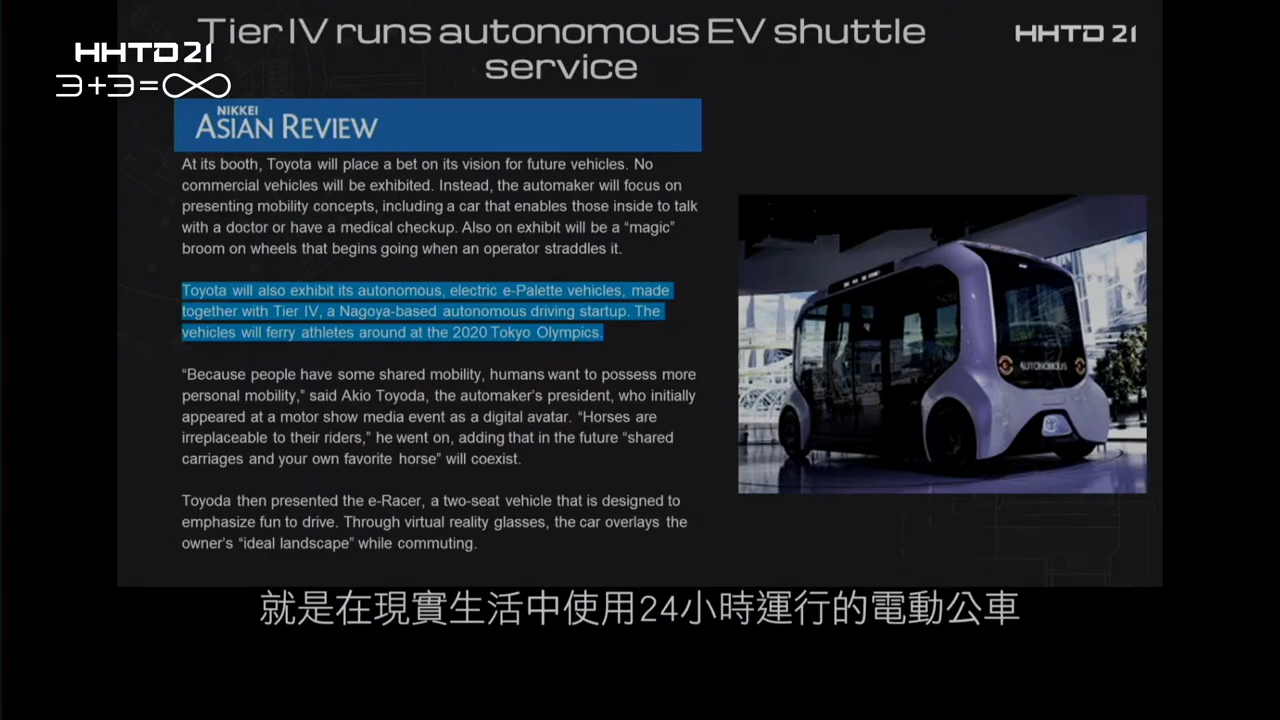 Tier IV runs autonomous EV shuttle
service
HHTD 21
HHTD 21
3+3=∞
NIKKEI
ASIAN REVIEW
At its booth, Toyota will place a bet on its vision for future vehicles. No
commercial vehicles will be exhibited. Instead, the automaker will focus on
presenting mobility concepts, including a car that enables those inside to talk
with a doctor or have a medical checkup. Also on exhibit will be a “magic”
broom on wheels that begins going when an operator straddles it.
Toyota will also exhibit its autonomous, electric e-Palette vehicles, made
together with Tier IV, a Nagoya-based autonomous driving startup. The
vehicles will ferry athletes around at the 2020 Tokyo Olympics.
“Because people have some shared mobility, humans want to possess more
personal mobility,” said Akio Toyoda, the automaker’s president, who initially
appeared at a motor show media event as a digital avatar. “Horses are
irreplaceable to their riders,” he went on, adding that in the future “shared
carriages and your own favorite horse” will coexist.
Toyoda then presented the e-Racer, a two-seat vehicle that is designed to
emphasize fun to drive. Through virtual reality glasses, the car overlays the
owner’s “ideal landscape” while commuting.
AUTONOMOUS
就是在現實生活中使用24小時運行的電動公車